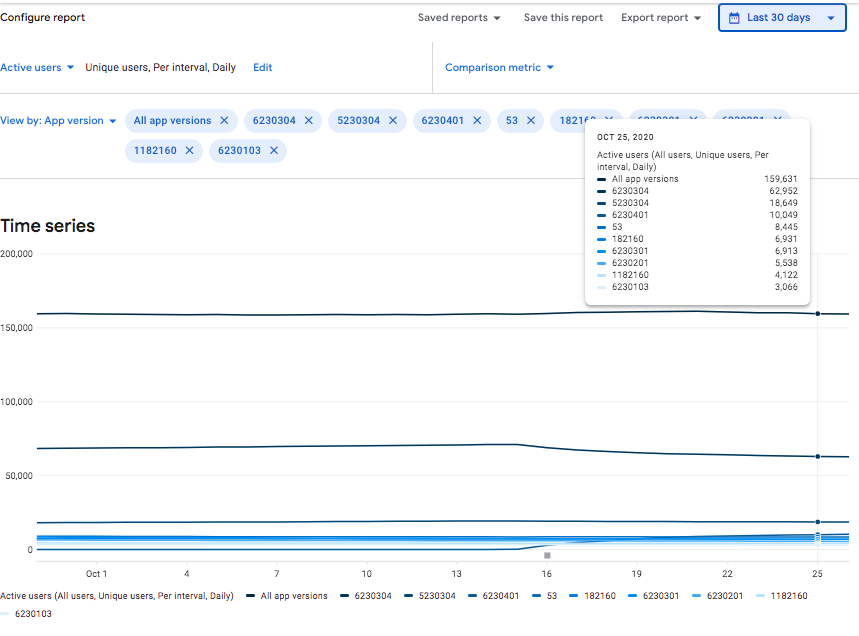 Configure report
Saved reports
Save this report
Export report
Last 30 days
Active users Unique users, Per interval, Daily Edit
Comparison metric
View by: App version All app versions 6230304 5230304 6230401 53 182160 6230301 6230201
1182160 6230103
OCT 25, 2020
Active users (All users, Unique users, Per
interval, Daily)
All app versions 159,631
6230304 62,952
5230304 18,649
6230401 10,049
53 8,445
182160 6,931
6230301 6,913
6230201 5,538
1182160 4,122
6230103 3,066
Time series
200,000
150,000
100,000
50,000
0
Oct 1 4 7 10 13 16 19 22 25
Active users (All users, Unique users, Per interval, Daily) All app versions 6230304 5230304 6230401 53 182160 6230301 6230201 1182160
6230103